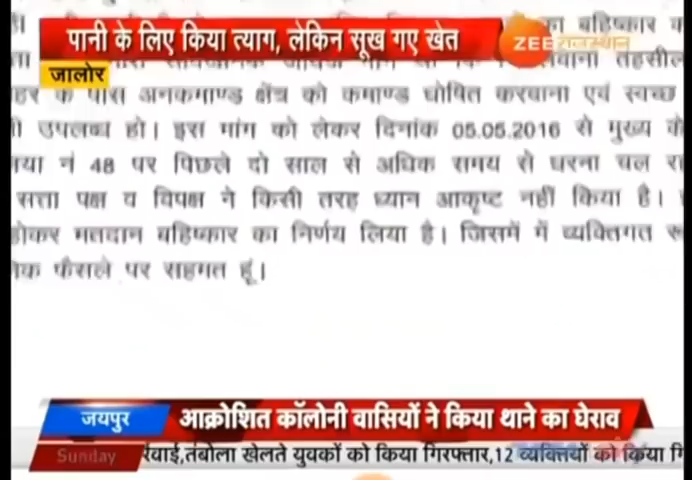 का बहिष्कार
पानी के लिए किया त्याग, लेकिन सूख गए खेत
ZEE राजस्थान
जालोर
तहसील
के पास अनकमाण्ड क्षेत्र को कमाण्ड घोषित करवाना एवं स्वच्छ
उपलब्ध हो। इस मांग को लेकर दिनांक 05.05.2016 से मुख्य
नं 48 पर पिछले दो साल से अधिक समय से धरना चल
सत्ता पक्ष व विपक्ष ने किसी तरह ध्यान आकृष्ट नहीं किया है।
होकर मतदान बहिष्कार का निर्णय लिया है। जिसमें में व्यक्तिगत
फैसले पर सहमत हूं।
जयपुर
आक्रोशित कॉलोनी वासियों ने किया थाने का घेराव
Sunday
तंबोला खेलते युवकों को किया गिरफ्तार,12 व्यक्तियों को किया